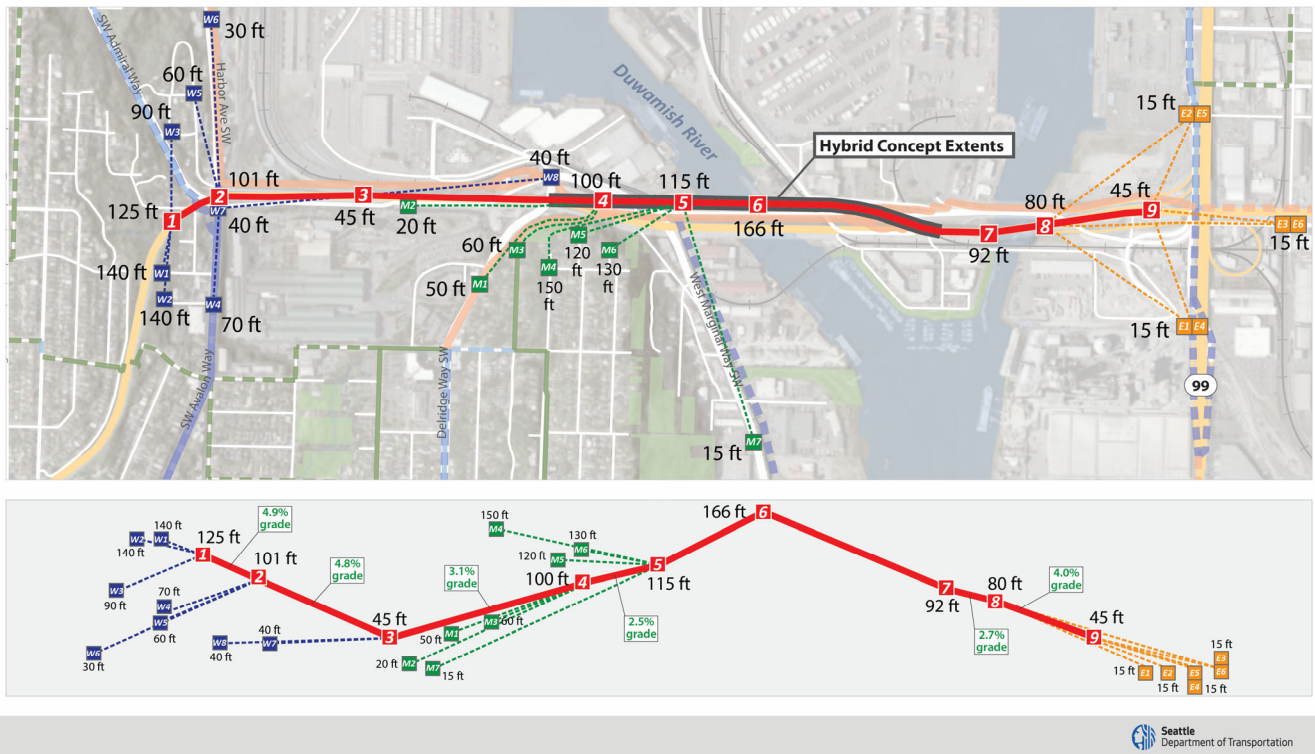 W6
30 ft
SW Admiral Way
Harbor Ave SW
60 ft
W5
90 ft
W3
Duwamish River
15 ft
E2 E5
Hybrid Concept Extents
40 ft
W8
101 ft
2
3
100 ft
4
115 ft
5
6
45 ft
9
80 ft
8
125 ft
1
W7
40 ft
45 ft
M2
20 ft
166 ft
7
92 ft
E3 E6
15 ft
60 ft
M3
M5
120
ft
M6
130
ft
M4
150
ft
50 ft
M1
140 ft
W1
W2
140 ft
W4
70 ft
15 ft
E1 E4
West Marginal Way SW
SW Avalon Way
Delridge Way SW
99
15 ft
M7
4.9%
grade
150 ft
M4
166 ft
6
140 ft
W2
W1
140 ft
125 ft
1
130 ft
M6
120 ft
M5
5
115 ft
101 ft
2
4.8%
grade
3.1%
grade
100 ft
4
W3
90 ft
70 ft
W4
W5
60 ft
7
92 ft
80 ft
8
4.0%
grade
45 ft
3
M3
60 ft
50 ft
M1
2.5%
grade
2.7%
grade
45 ft
9
W6
30 ft
W8
40 ft
40 ft
W7
20 ft
M2
M7
15 ft
15 ft
E3
E6
15 ft
E1
E2
15 ft
E5
E4
15 ft
Seattle
Department of Transportation